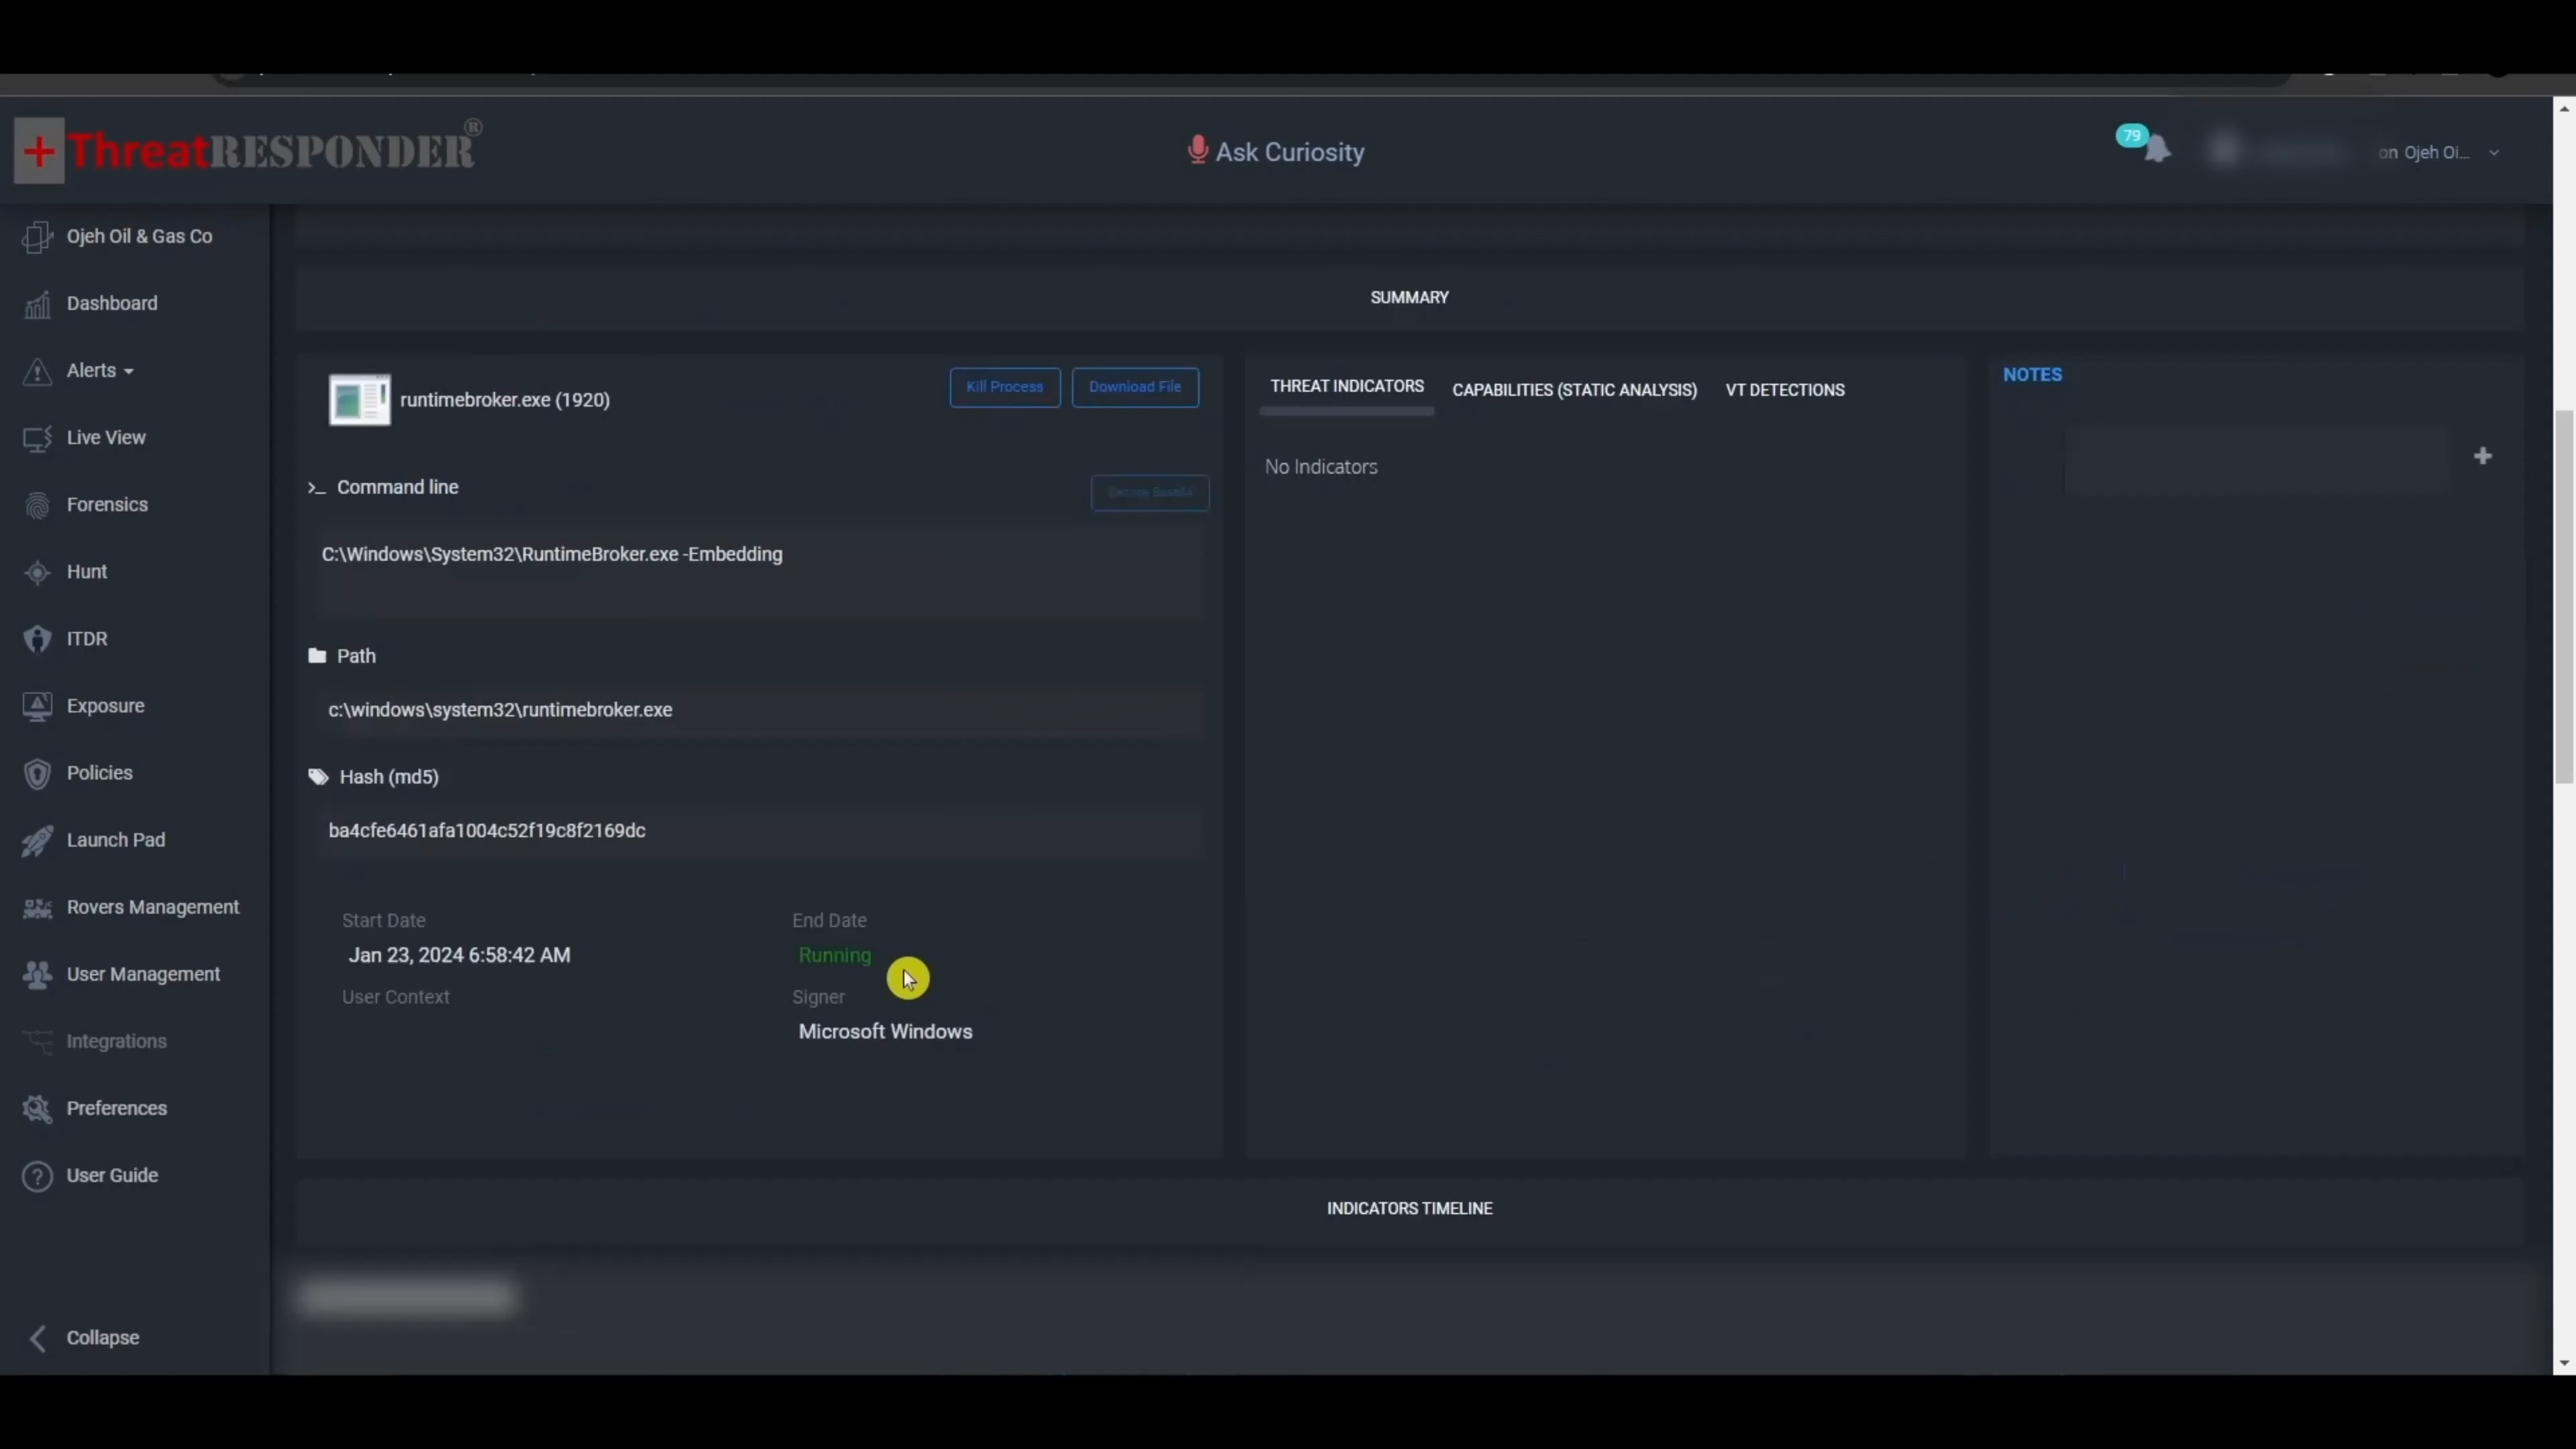 ThreatRESPONDER®
Ask Curiosity
79
on Ojeh Oi...
Ojeh Oil & Gas Co
Dashboard
Alerts
Live View
Forensics
Hunt
ITDR
Exposure
Policies
Launch Pad
Rovers Management
User Management
Integrations
Preferences
User Guide
Collapse
SUMMARY
runtimebroker.exe (1920)
Kill Process
Download File
>_ Command line
C:\Windows\System32\RuntimeBroker.exe -Embedding
Path
c:\windows\system32\runtimebroker.exe
Hash (md5)
ba4cfe6461afa1004c52f19c8f2169dc
Start Date
End Date
Jan 23, 2024 6:58:42 AM
Running
User Context
Signer
Microsoft Windows
THREAT INDICATORS
CAPABILITIES (STATIC ANALYSIS)
VT DETECTIONS
No Indicators
NOTES
INDICATORS TIMELINE